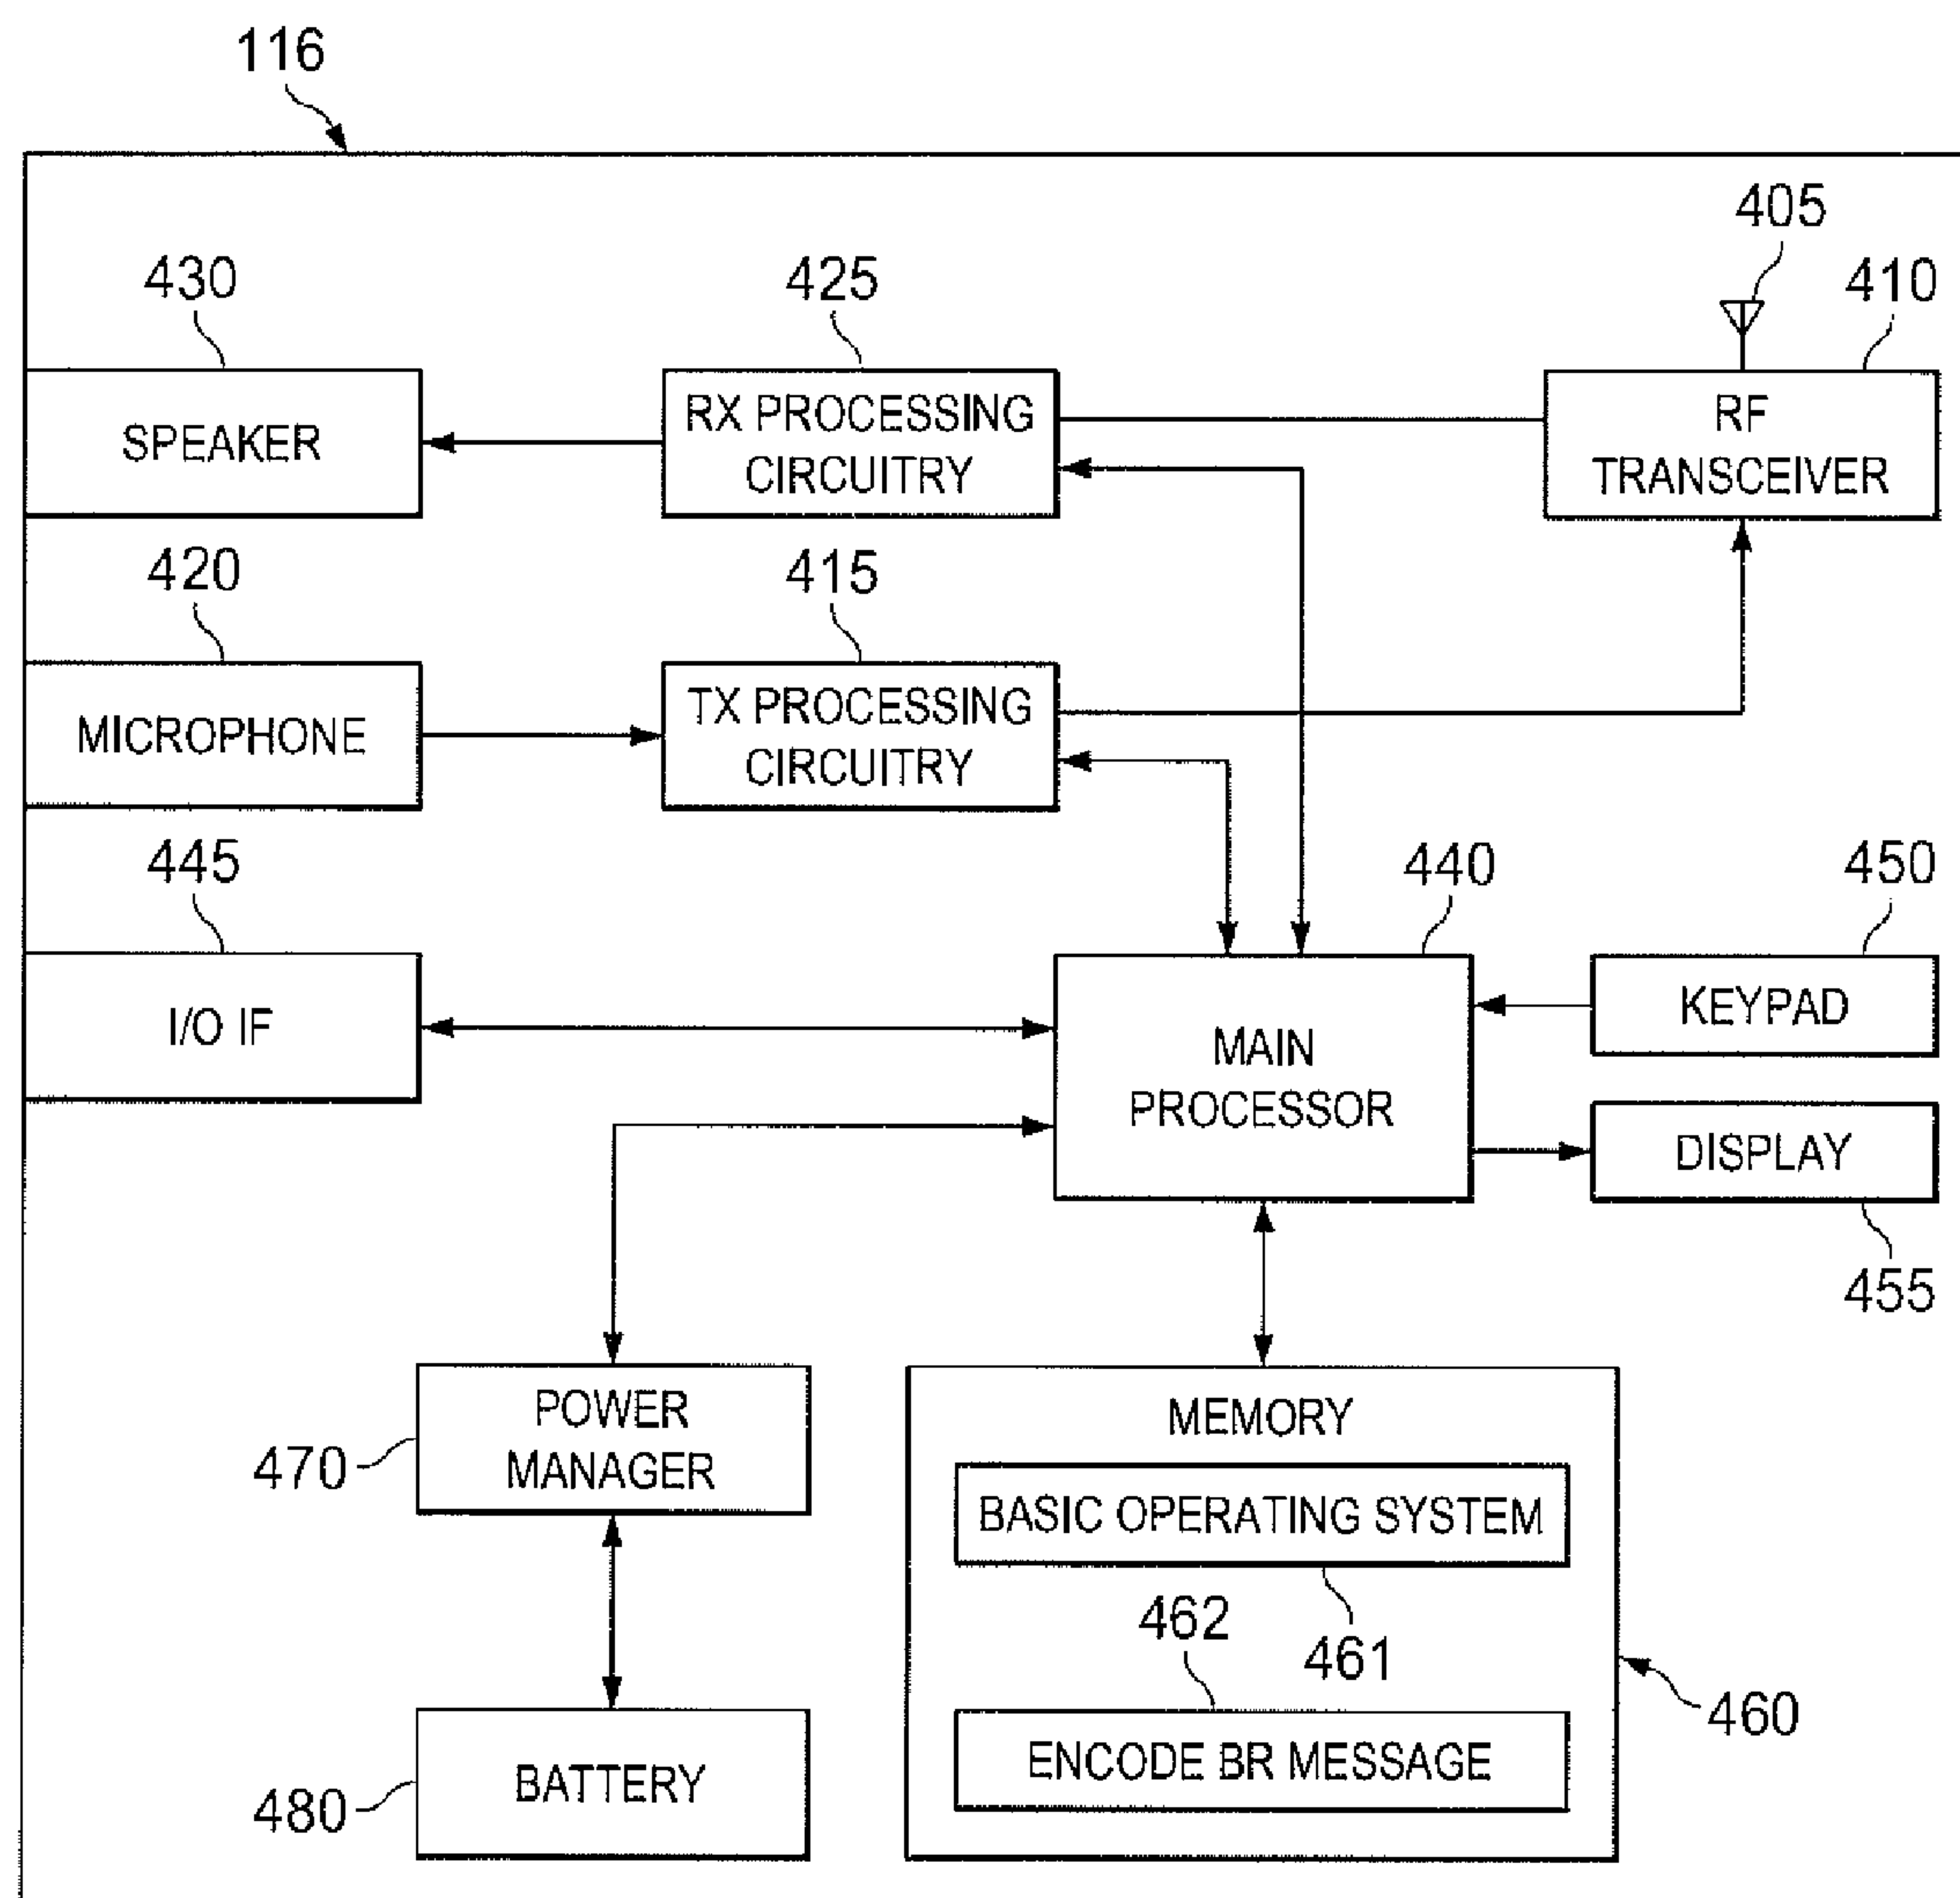 116
405
430
425
410
SPEAKER
RX PROCESSING
CIRCUITRY
RF
TRANSCEIVER
420
415
MICROPHONE
TX PROCESSING
CIRCUITRY
445
440
450
I/O IF
MAIN
PROCESSOR
KEYPAD
DISPLAY
455
POWER
MANAGER
470
MEMORY
BASIC OPERATING SYSTEM
461
462
ENCODE BR MESSAGE
460
BATTERY
480